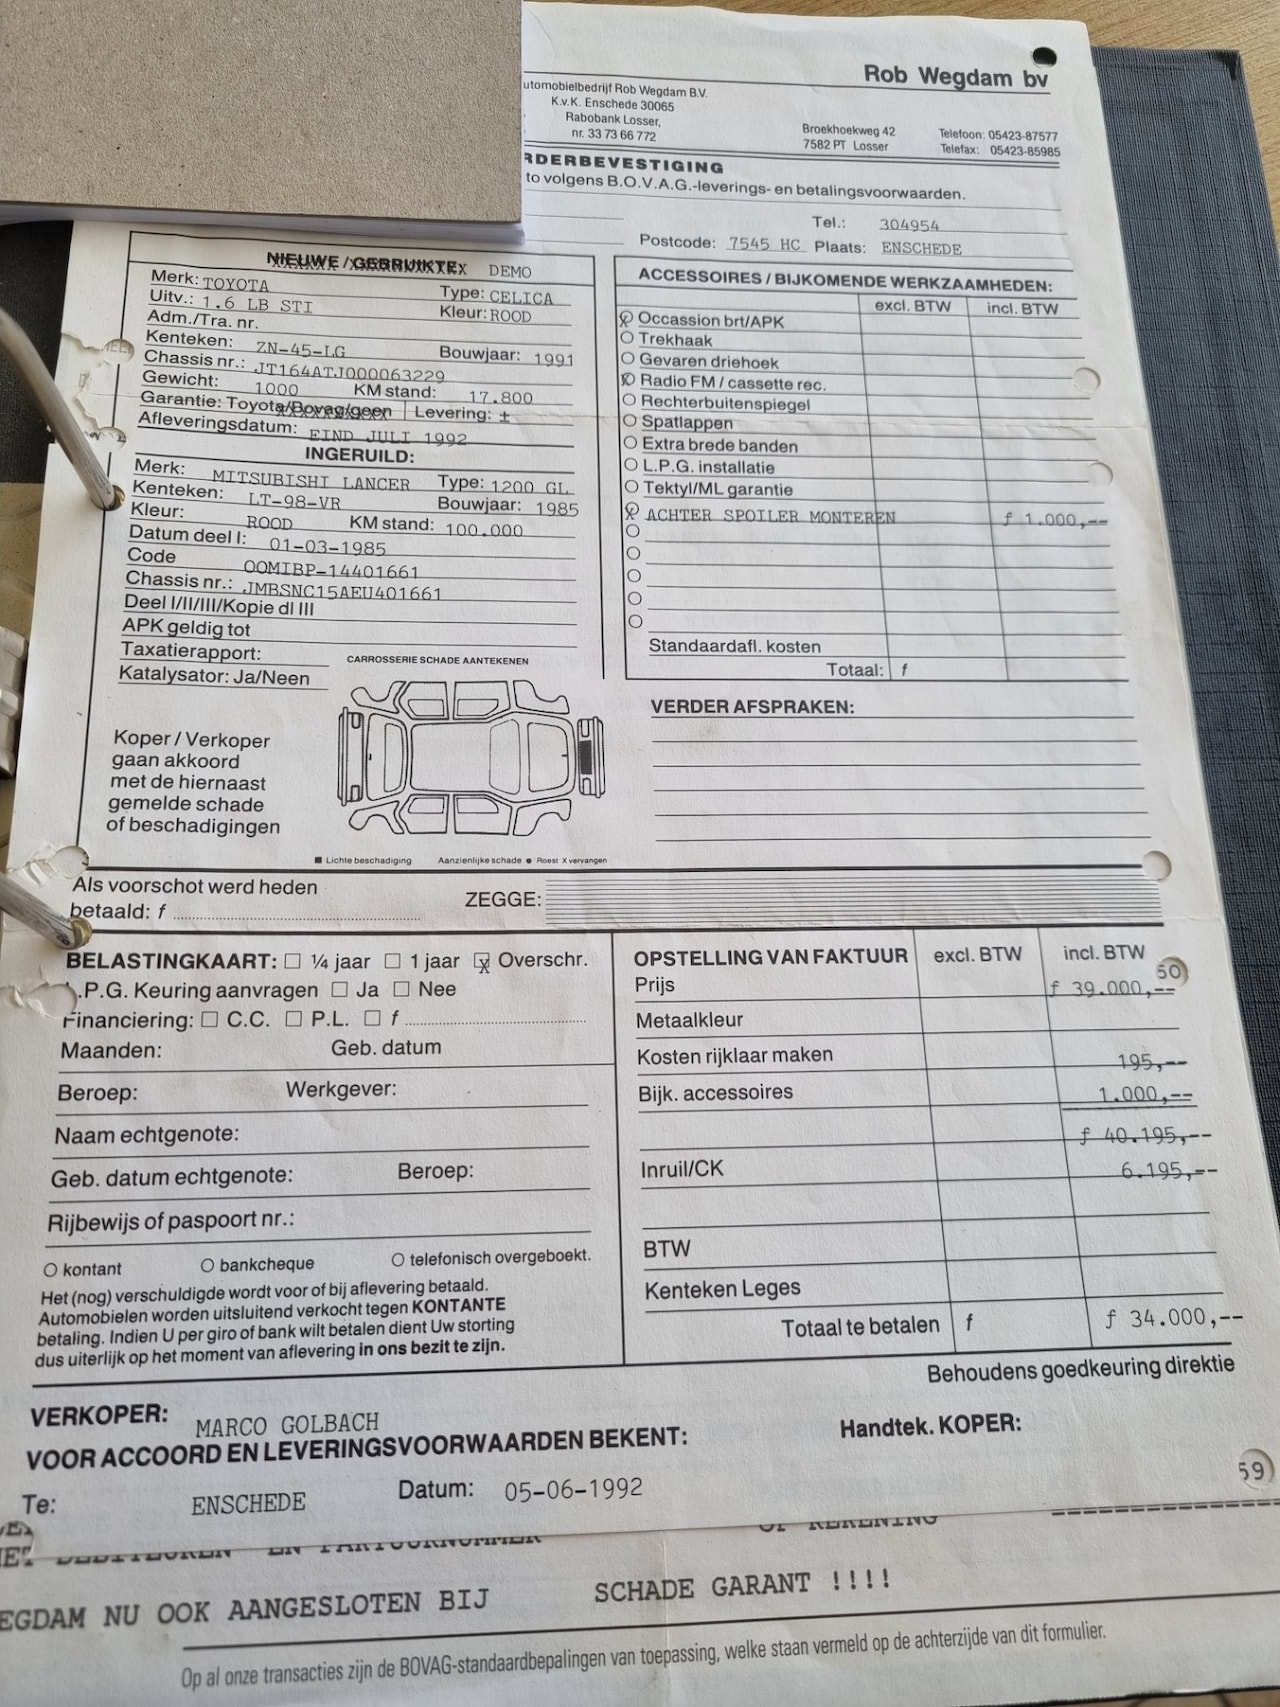 Rob Wegdam bv
utomobielbedrijf Rob Wegdam B.V.
K.v.K. Enschede 30065
Rabobank Losser,
nr. 33 73 66 772
Broekhoekweg 42
7582 PT Losser
Telefoon: 05423-87577
Telefax: 05423-85985
RDERBEVESTIGING
to volgens B.O.V.A.G.-leverings- en betalingsvoorwaarden.
Tel.: 304954
Postcode: 7545 HC Plaats: ENSCHEDE
NIEUWE / GEBRUIKTE: DEMO
Merk: TOYOTA Type: CELICA
Uitv.: 1.6 LB STI Kleur: ROOD
Adm./Tra. nr.
Kenteken: ZN-45-LG Bouwjaar: 1991
Chassis nr.: JT164ATJ000063229
Gewicht: 1000 KM stand: 17.800
Garantie: Toyota/Bovag/geen Levering: ±
Afleveringsdatum: EIND JULI 1992
INGERUILD:
Merk: MITSUBISHI LANCER Type: 1200 GL
Kenteken: LT-98-VR Bouwjaar: 1985
Kleur: ROOD KM stand: 100.000
Datum deel I: 01-03-1985
Code OOMIBP-14401661
Chassis nr.: JMBSNC15AEU401661
Deel I/II/III/Kopie dl III
APK geldig tot
Taxatierapport:
Katalysator: Ja/Neen
CARROSSERIE SCHADE AANTEKENEN
Koper / Verkoper
gaan akkoord
met de hiernaast
gemelde schade
of beschadigingen
■ Lichte beschadiging Aanzienlijke schade ● Roest X vervangen
ACCESSOIRES / BIJKOMENDE WERKZAAMHEDEN:
excl. BTW incl. BTW
Occassion brt/APK
Trekhaak
Gevaren driehoek
Radio FM / cassette rec.
Rechterbuitenspiegel
Spatlappen
Extra brede banden
L.P.G. installatie
Tektyl/ML garantie
ACHTER SPOILER MONTEREN ƒ 1.000,--
Standaardafl. kosten
Totaal: ƒ
VERDER AFSPRAKEN:
Als voorschot werd heden
betaald: ƒ
ZEGGE:
BELASTINGKAART: ☐ ¼ jaar ☐ 1 jaar ☒ Overschr.
.P.G. Keuring aanvragen ☐ Ja ☐ Nee
Financiering: ☐ C.C. ☐ P.L. ☐ ƒ
Maanden: Geb. datum
Beroep: Werkgever:
Naam echtgenote:
Geb. datum echtgenote: Beroep:
Rijbewijs of paspoort nr.:
O kontant O bankcheque O telefonisch overgeboekt.
Het (nog) verschuldigde wordt voor of bij aflevering betaald.
Automobielen worden uitsluitend verkocht tegen KONTANTE
betaling. Indien U per giro of bank wilt betalen dient Uw storting
dus uiterlijk op het moment van aflevering in ons bezit te zijn.
OPSTELLING VAN FAKTUUR excl. BTW incl. BTW
50
Prijs ƒ 39.000,--
Metaalkleur
Kosten rijklaar maken 195,--
Bijk. accessoires 1.000,--
ƒ 40.195,--
Inruil/CK 6.195,--
BTW
Kenteken Leges
Totaal te betalen ƒ ƒ 34.000,--
Behoudens goedkeuring direktie
VERKOPER: MARCO GOLBACH
VOOR ACCOORD EN LEVERINGSVOORWAARDEN BEKENT:
Handtek. KOPER:
Te: ENSCHEDE Datum: 05-06-1992
59
EGDAM NU OOK AANGESLOTEN BIJ SCHADE GARANT !!!!
Op al onze transacties zijn de BOVAG-standaardbepalingen van toepassing, welke staan vermeld op de achterzijde van dit formulier.